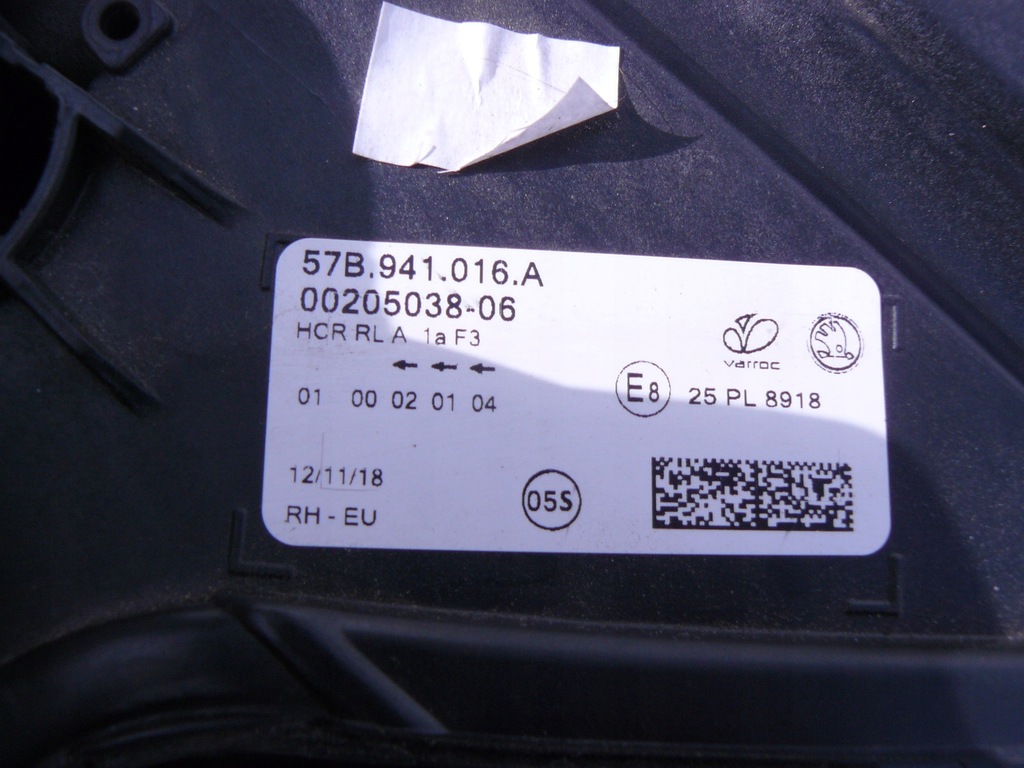 57B.941.016.A
00205038-06
HCR RL A 1a F3
varroc
E8 25 PL 8918
01 00 02 01 04
12/11/18
05S
RH - EU